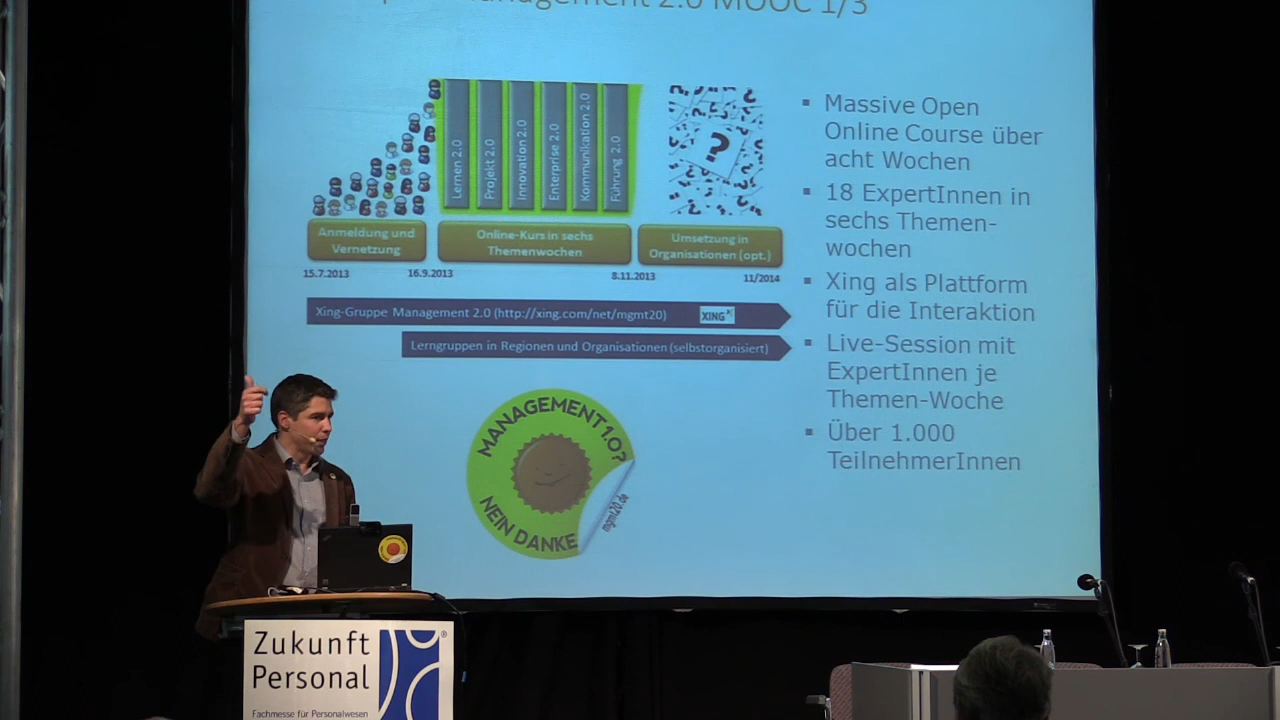 Management 2.0 MOOC 1/3
Lernen 2.0
Projekt 2.0
Innovation 2.0
Enterprise 2.0
Kommunikation 2.0
Führung 2.0
?
Anmeldung und
Vernetzung
Online-Kurs in sechs
Themenwochen
Umsetzung in
Organisationen (opt.)
15.7.2013
16.9.2013
8.11.2013
11/2014
Xing-Gruppe Management 2.0 (http://xing.com/net/mgmt20)
XING
Lerngruppen in Regionen und Organisationen (selbstorganisiert)
MANAGEMENT 1.0?
NEIN DANKE
mgmt20.de
▪ Massive Open
Online Course über
acht Wochen
▪ 18 ExpertInnen in
sechs Themen-
wochen
▪ Xing als Plattform
für die Interaktion
▪ Live-Session mit
ExpertInnen je
Themen-Woche
▪ Über 1.000
TeilnehmerInnen
Zukunft
Personal
®
Fachmesse für Personalwesen